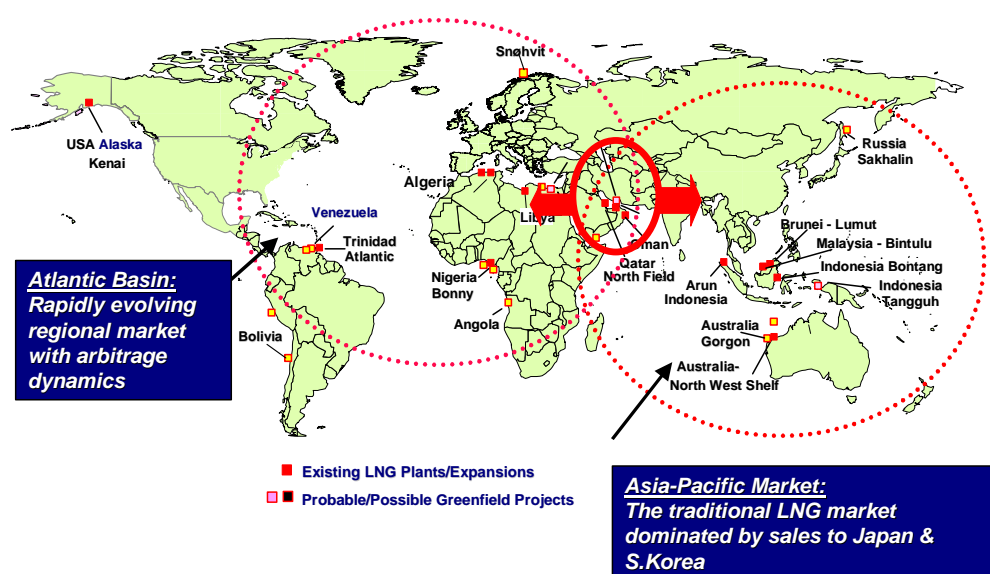 Snøhvit
USA Alaska
Kenai
Russia
Sakhalin
Algeria
Libya
Venezuela
Trinidad
Atlantic
Oman
Qatar
North Field
Brunei - Lumut
Malaysia - Bintulu
Indonesia Bontang
Indonesia
Tangguh
Arun
Indonesia
Nigeria
Bonny
Angola
Bolivia
Australia
Gorgon
Australia-
North West Shelf
Atlantic Basin:
Rapidly evolving
regional market
with arbitrage
dynamics
Existing LNG Plants/Expansions
Probable/Possible Greenfield Projects
Asia-Pacific Market:
The traditional LNG market
dominated by sales to Japan &
S.Korea